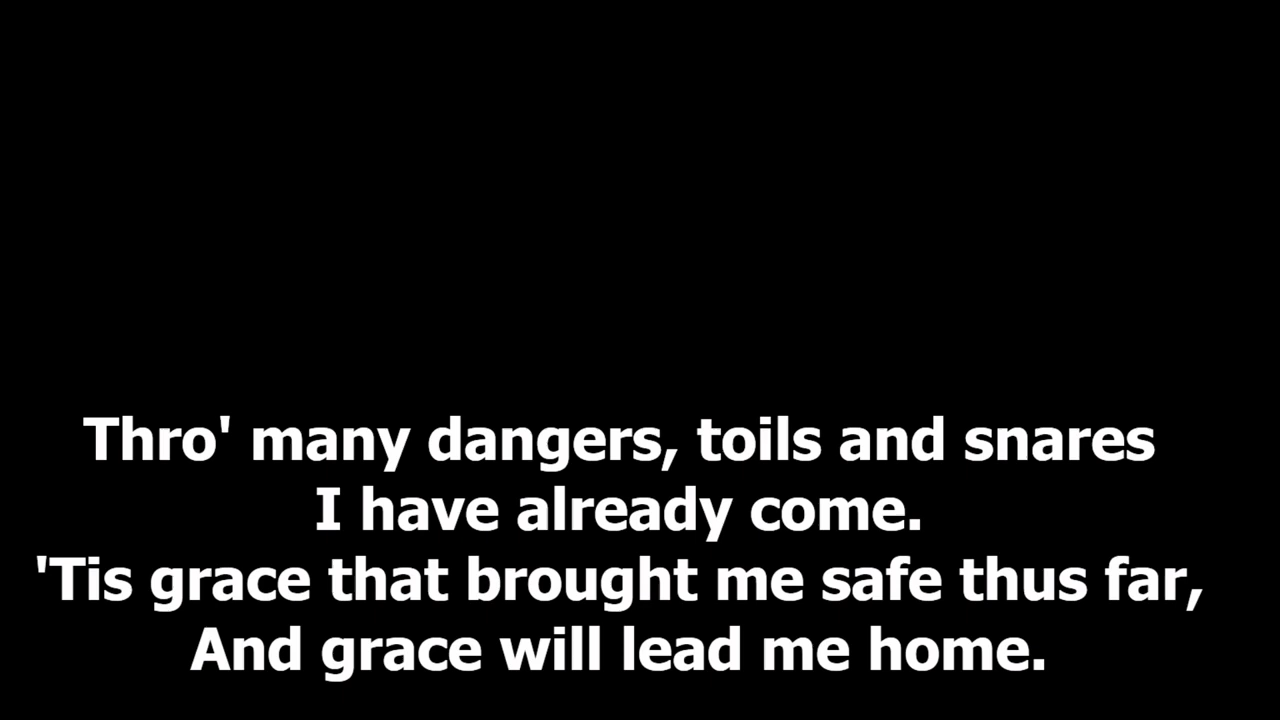 Thro' many dangers, toils and snares
I have already come.
'Tis grace that brought me safe thus far,
And grace will lead me home.